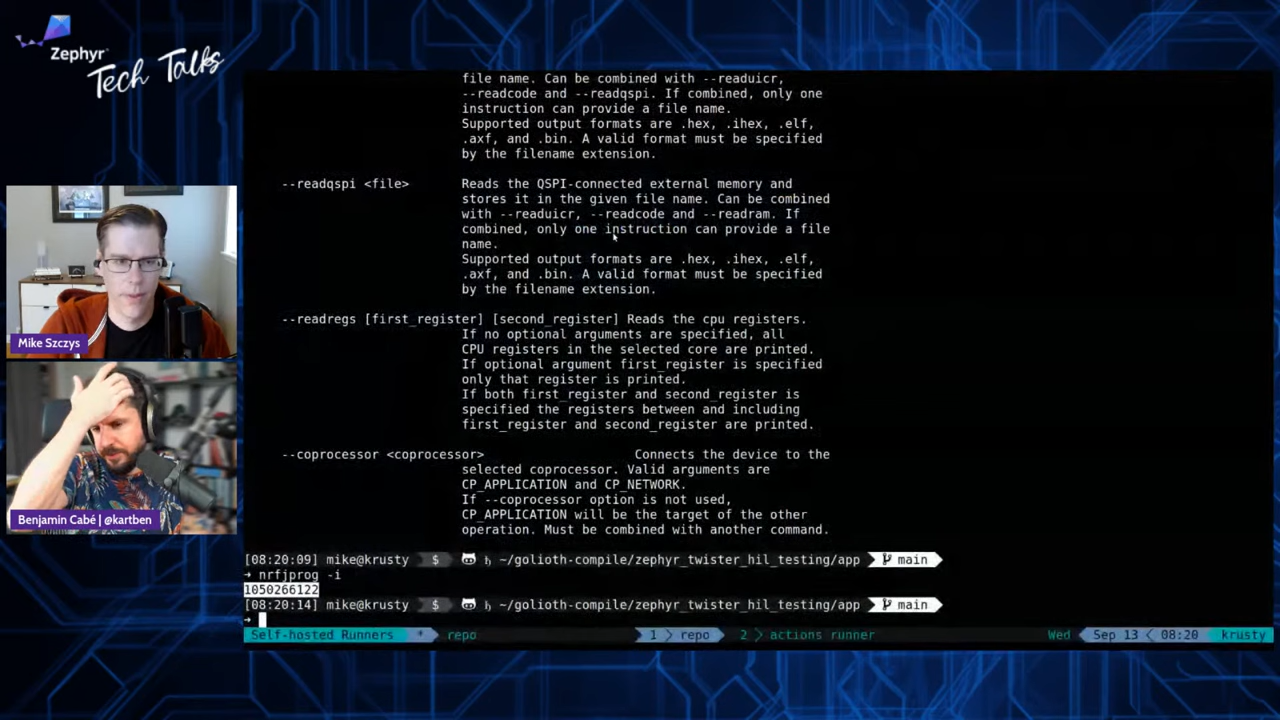 Zephyr
Tech Talks
file name. Can be combined with --readuicr,
--readcode and --readqspi. If combined, only one
instruction can provide a file name.
Supported output formats are .hex, .ihex, .elf,
.axf, and .bin. A valid format must be specified
by the filename extension.
--readqspi <file> Reads the QSPI-connected external memory and
stores it in the given file name. Can be combined
with --readuicr, --readcode and --readram. If
combined, only one instruction can provide a file
name.
Supported output formats are .hex, .ihex, .elf,
.axf, and .bin. A valid format must be specified
by the filename extension.
--readregs [first_register] [second_register] Reads the cpu registers.
If no optional arguments are specified, all
CPU registers in the selected core are printed.
If optional argument first_register is specified
only that register is printed.
If both first_register and second_register is
specified the registers between and including
first_register and second_register are printed.
--coprocessor <coprocessor> Connects the device to the
selected coprocessor. Valid arguments are
CP_APPLICATION and CP_NETWORK.
If --coprocessor option is not used,
CP_APPLICATION will be the target of the other
operation. Must be combined with another command.
[08:20:09] mike@krusty $ ~/golioth-compile/zephyr_twister_hil_testing/app main
→ nrfjprog -i
1050266122
[08:20:14] mike@krusty $ ~/golioth-compile/zephyr_twister_hil_testing/app main
→
Self-hosted Runners * repo 1 > repo 2 > actions runner Wed Sep 13 < 08:20 krusty
Mike Szczys
Benjamin Cabé | @kartben